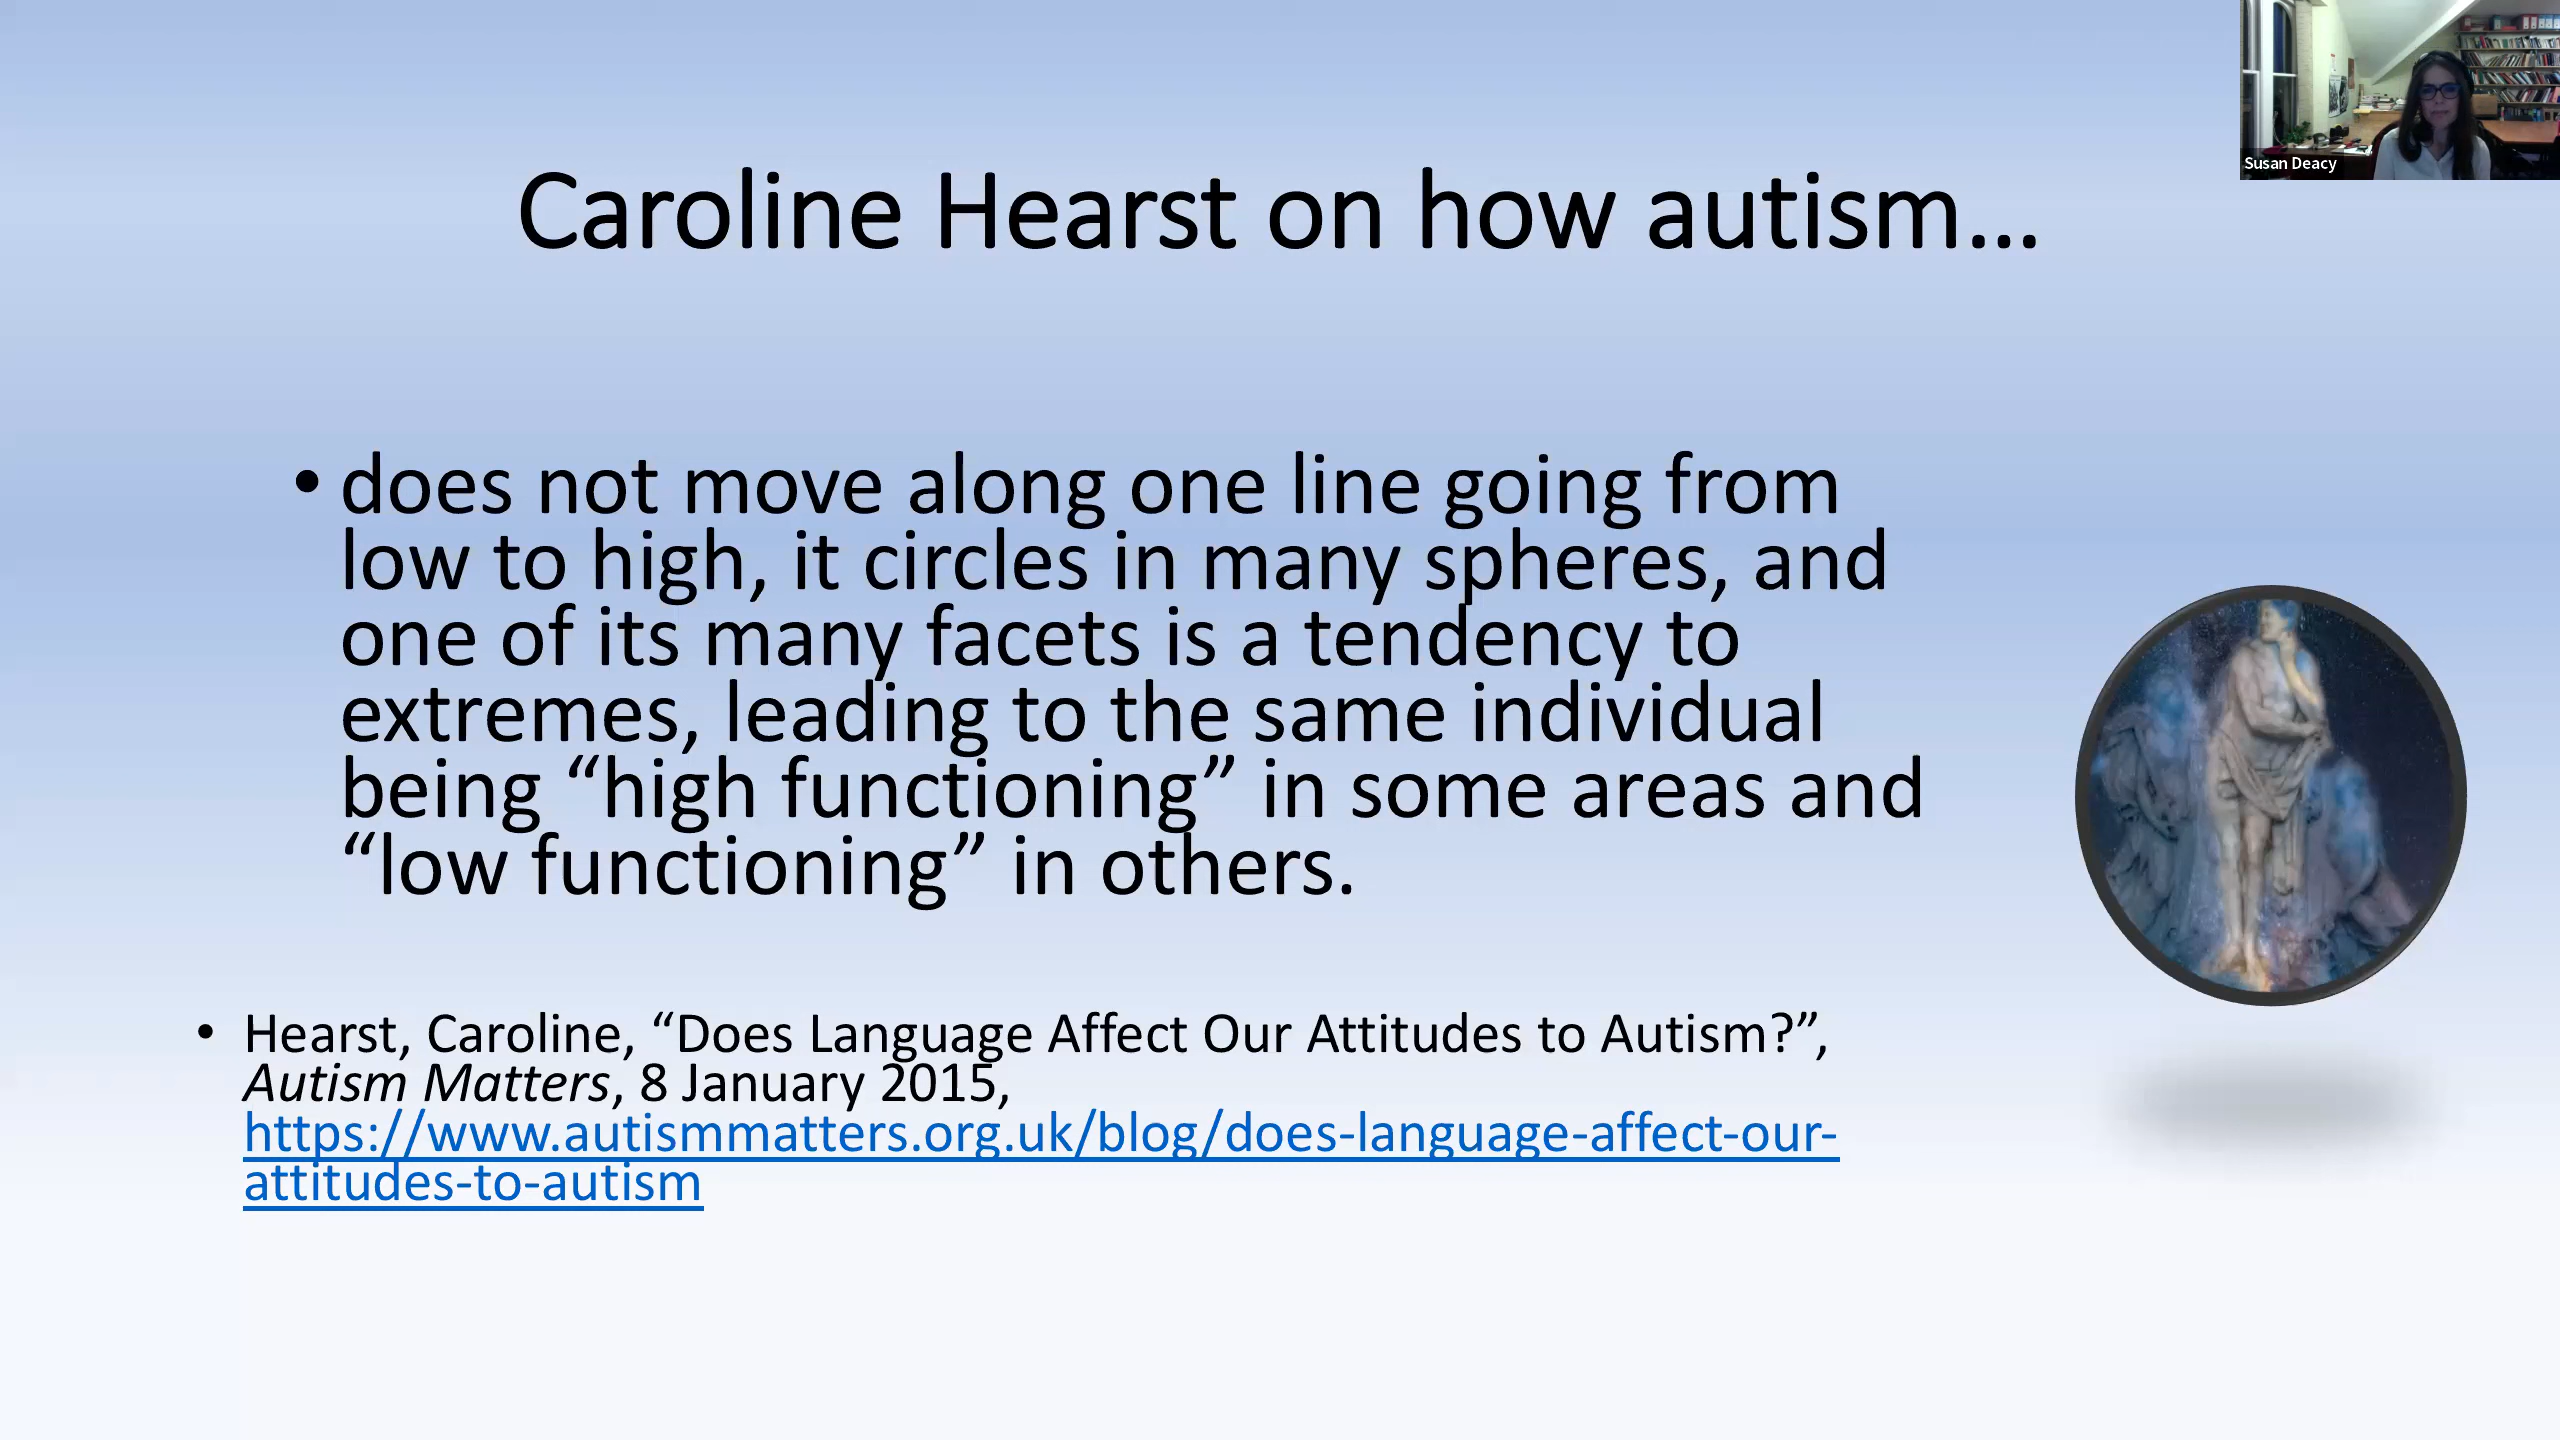 Susan Deacy
Caroline Hearst on how autism…
• does not move along one line going from
low to high, it circles in many spheres, and
one of its many facets is a tendency to
extremes, leading to the same individual
being “high functioning” in some areas and
“low functioning” in others.
• Hearst, Caroline, “Does Language Affect Our Attitudes to Autism?”,
Autism Matters, 8 January 2015,
https://www.autismmatters.org.uk/blog/does-language-affect-our-
attitudes-to-autism